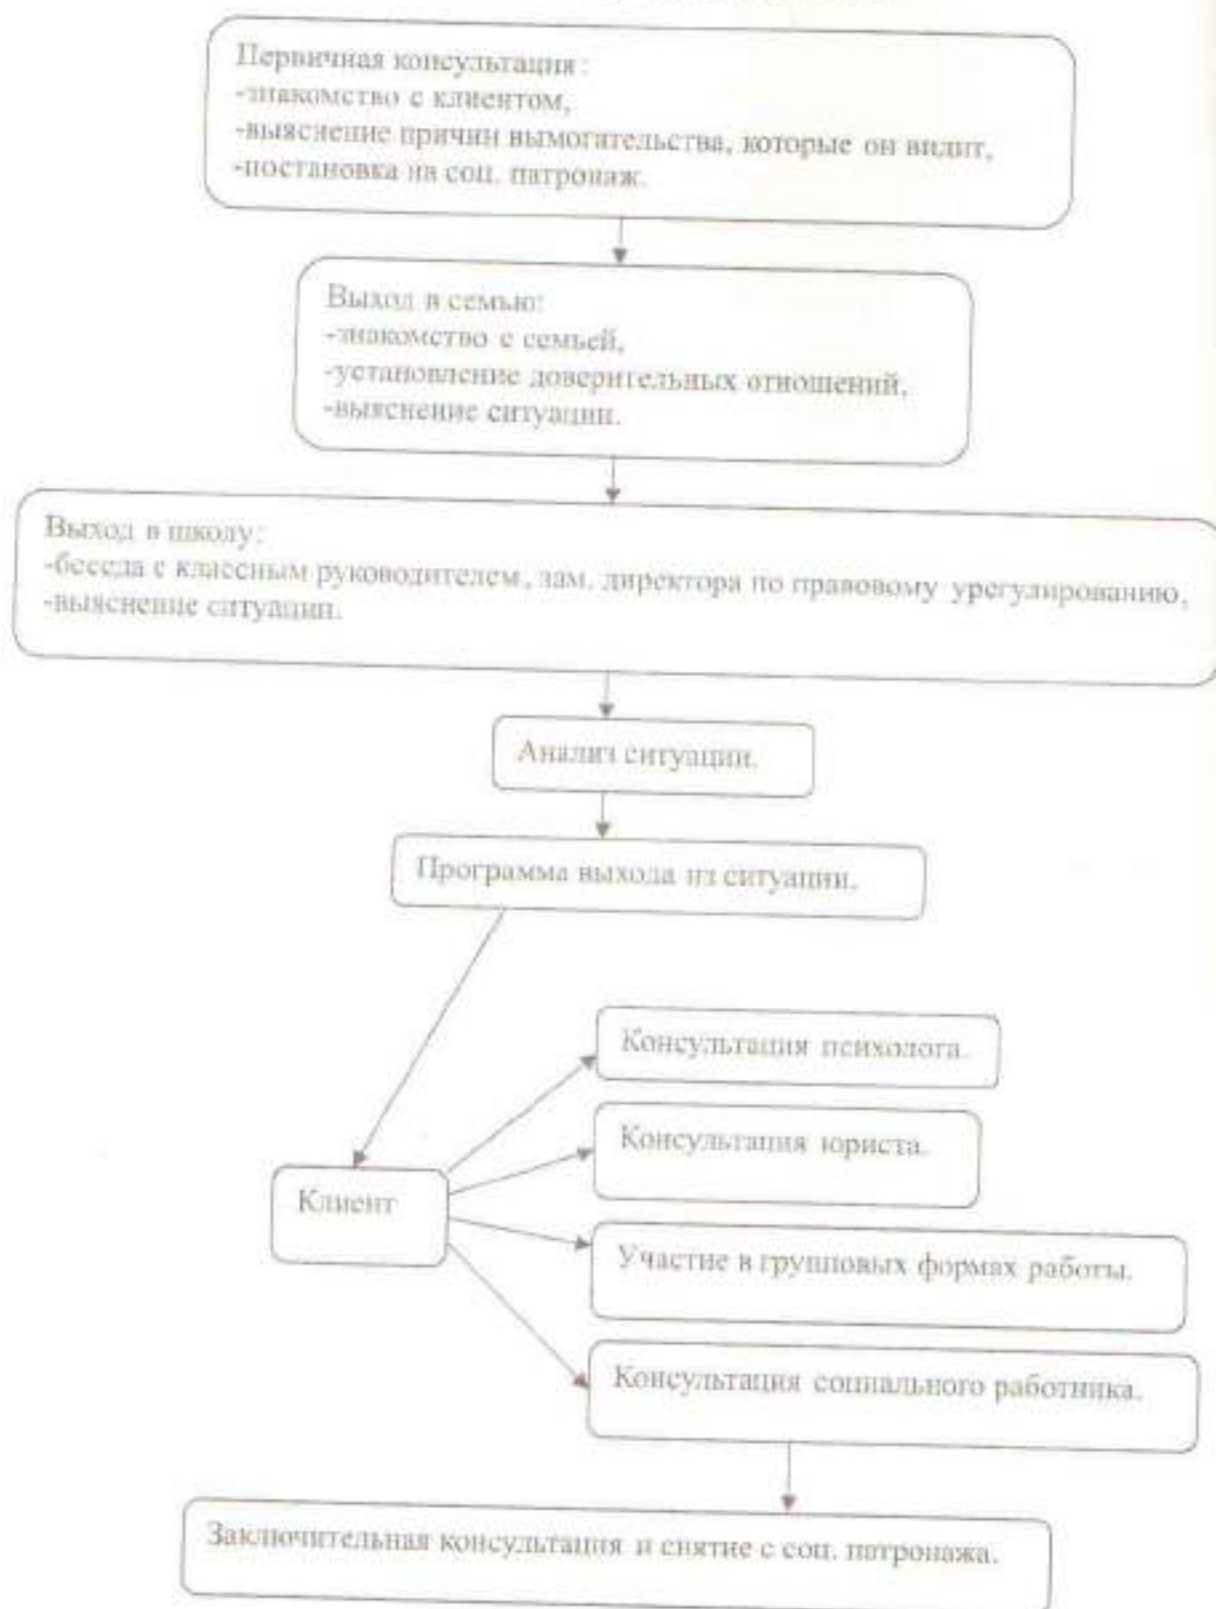 Первичная консультация:
-знакомство с клиентом,
-выяснение причин вымогательства, которые он видит,
-постановка на соц. патронаж.
Выход в семью:
-знакомство с семьей,
-установление доверительных отношений,
-выяснение ситуации.
Выход в школу:
-беседа с классным руководителем, зам. директора по правовому урегулированию,
-выяснение ситуации.
Анализ ситуации.
Программа выхода из ситуации.
Консультация психолога.
Консультация юриста.
Клиент
Участие в групповых формах работы.
Консультация социального работника.
Заключительная консультация и снятие с соц. патронажа.